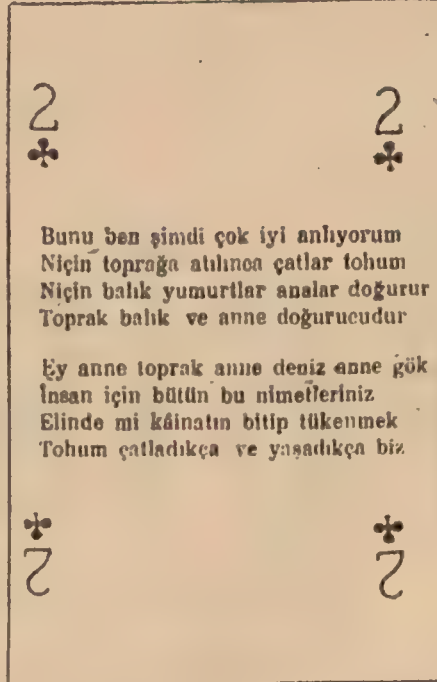 2 2
Bunu ben şimdi çok iyi anlıyorum
Niçin toprağa atılınca çatlar tohum
Niçin balık yumurtlar analar doğurur
Toprak balık ve anne doğurucudur
Ey anne toprak anne deniz anne gök
İnsan için bütün bu nimetleriniz
Elinde mi kâinatın bitip tükenmek
Tohum çatladıkça ve yaşadıkça biz
2 2